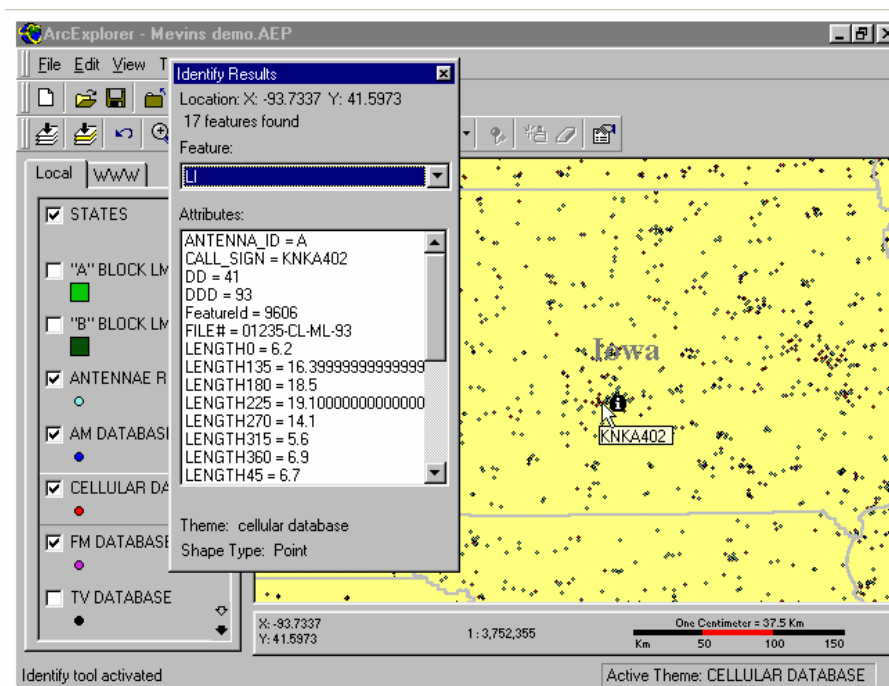 ArcExplorer - Mevins demo.AEP
File Edit View T
Identify Results
Location: X: -93.7337 Y: 41.5973
17 features found
Feature:
LI
Attributes:
ANTENNA_ID = A
CALL_SIGN = KNKA402
DD = 41
DDD = 93
FeatureId = 9606
FILE# = 01235-CL-ML-93
LENGTH0 = 6.2
LENGTH135 = 16.39999999999999
LENGTH180 = 18.5
LENGTH225 = 19.10000000000000
LENGTH270 = 14.1
LENGTH315 = 5.6
LENGTH360 = 6.9
LENGTH45 = 6.7
Theme: cellular database
Shape Type: Point
Local WWW
STATES
"A" BLOCK LM
"B" BLOCK LM
ANTENNAE R
AM DATABASE
CELLULAR DA
FM DATABASE
TV DATABASE
Iowa
KNKA402
X: -93.7337
Y: 41.5973
1 : 3,752,355
One Centimeter = 37.5 Km
Km 50 100 150
Identify tool activated
Active Theme: CELLULAR DATABASE